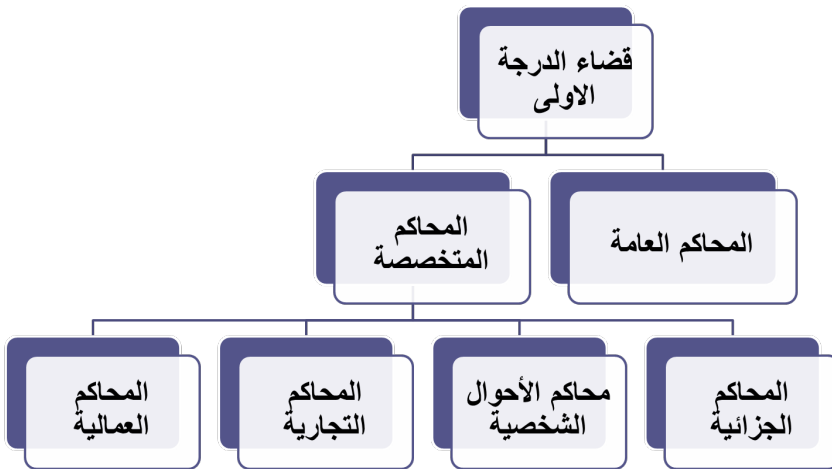 قضاء الدرجة
الاولى
المحاكم العامة
المحاكم
المتخصصة
المحاكم
الجزائية
محاكم الأحوال
الشخصية
المحاكم
التجارية
المحاكم
العمالية